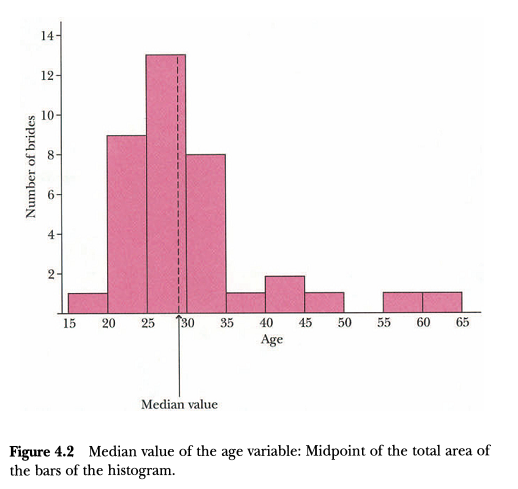 14
12
10
8
6
4
2
Number of brides
15 20 25 30 35 40 45 50 55 60 65
Age
Median value
Figure 4.2 Median value of the age variable: Midpoint of the total area of
the bars of the histogram.